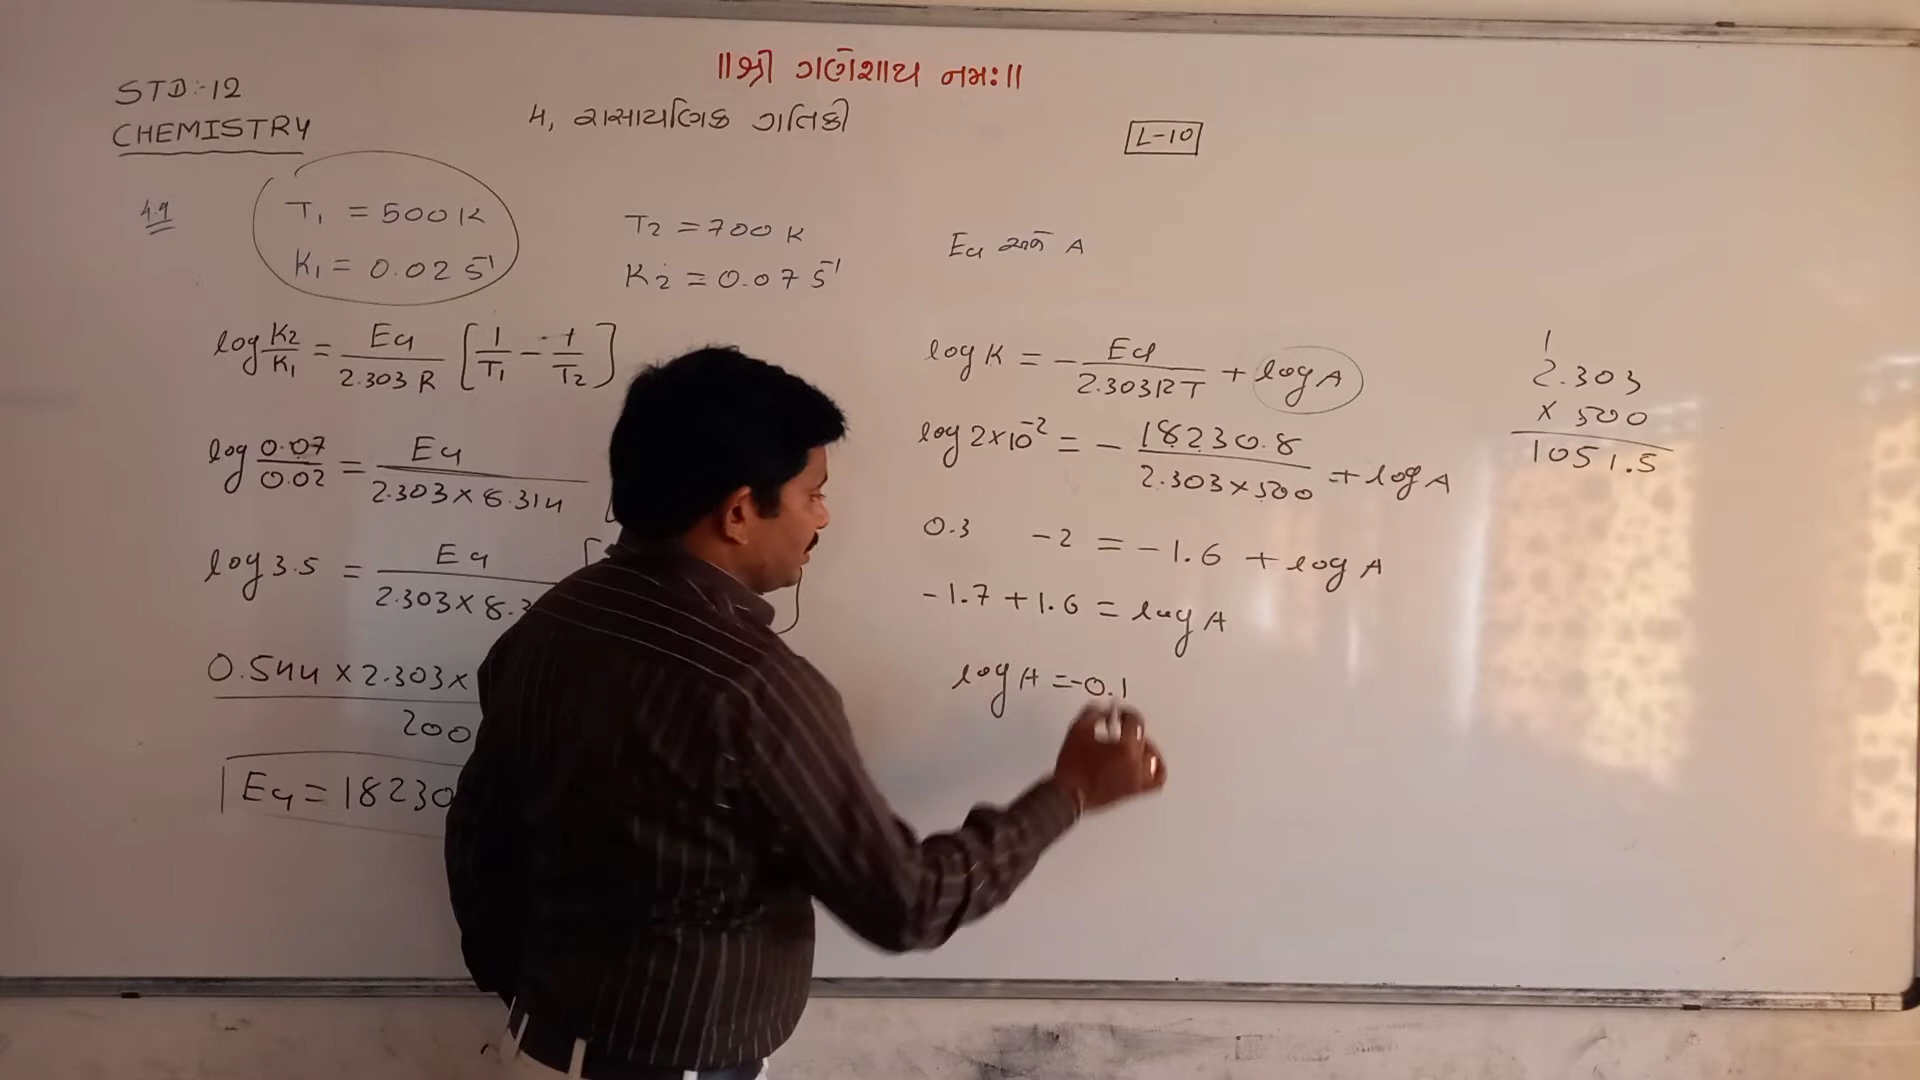 ॥શ્રી ગણેશાય નમઃ॥
STD:-12
CHEMISTRY
4, રાસાયણિક ગતિકી
L-10
4.9
T₁ = 500 K
K₁ = 0.02 S⁻¹
T₂ = 700 K
K₂ = 0.07 S⁻¹
Ea અને A
log K₂/K₁ = Ea/2.303 R [1/T₁ - 1/T₂]
log 0.07/0.02 = Ea/2.303 × 8.314
log 3.5 = Ea/2.303 × 8.3
0.544 × 2.303 ×
200
Ea = 18230
log K = - Ea/2.303RT + log A
log 2×10⁻² = - 18230.8/2.303×500 + log A
0.3 -2 = -1.6 + log A
-1.7 + 1.6 = log A
log A = -0.1
1
2.303
× 500
1051.5